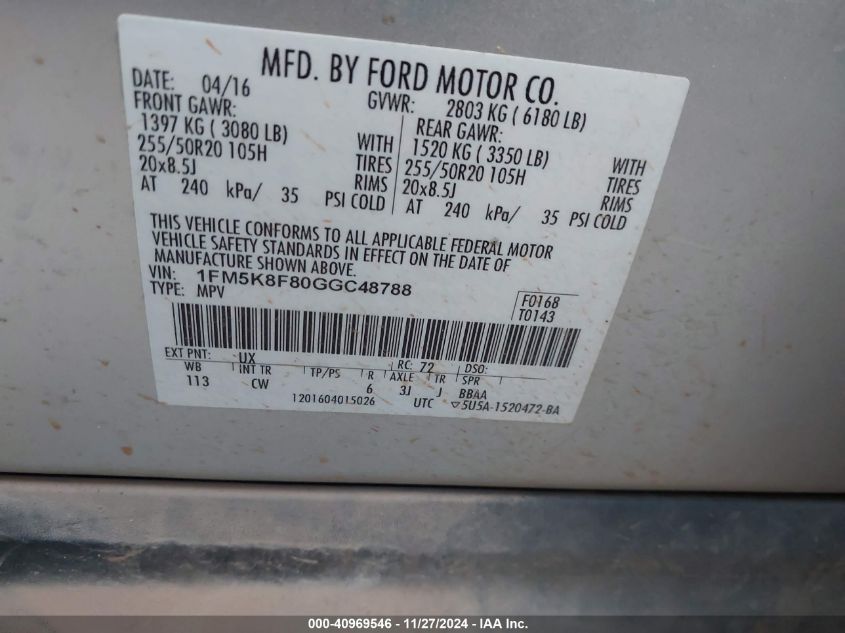 MFD. BY FORD MOTOR CO.
DATE: 04/16 GVWR: 2803 KG ( 6180 LB)
FRONT GAWR: REAR GAWR:
1397 KG ( 3080 LB) WITH 1520 KG ( 3350 LB) WITH
255/50R20 105H TIRES 255/50R20 105H TIRES
20x8.5J RIMS 20x8.5J RIMS
AT 240 kPa/ 35 PSI COLD AT 240 kPa/ 35 PSI COLD
THIS VEHICLE CONFORMS TO ALL APPLICABLE FEDERAL MOTOR
VEHICLE SAFETY STANDARDS IN EFFECT ON THE DATE OF
MANUFACTURE SHOWN ABOVE.
VIN: 1FM5K8F80GGC48788
TYPE: MPV
F0168
T0143
EXT PNT: UX RC: 72 DSO:
WB INT TR TP/PS R AXLE TR SPR
113 CW 6 3J J BBAA
1201604015026 UTC ▽5U5A-1520472-BA
000-40969546 - 11/27/2024 - IAA Inc.